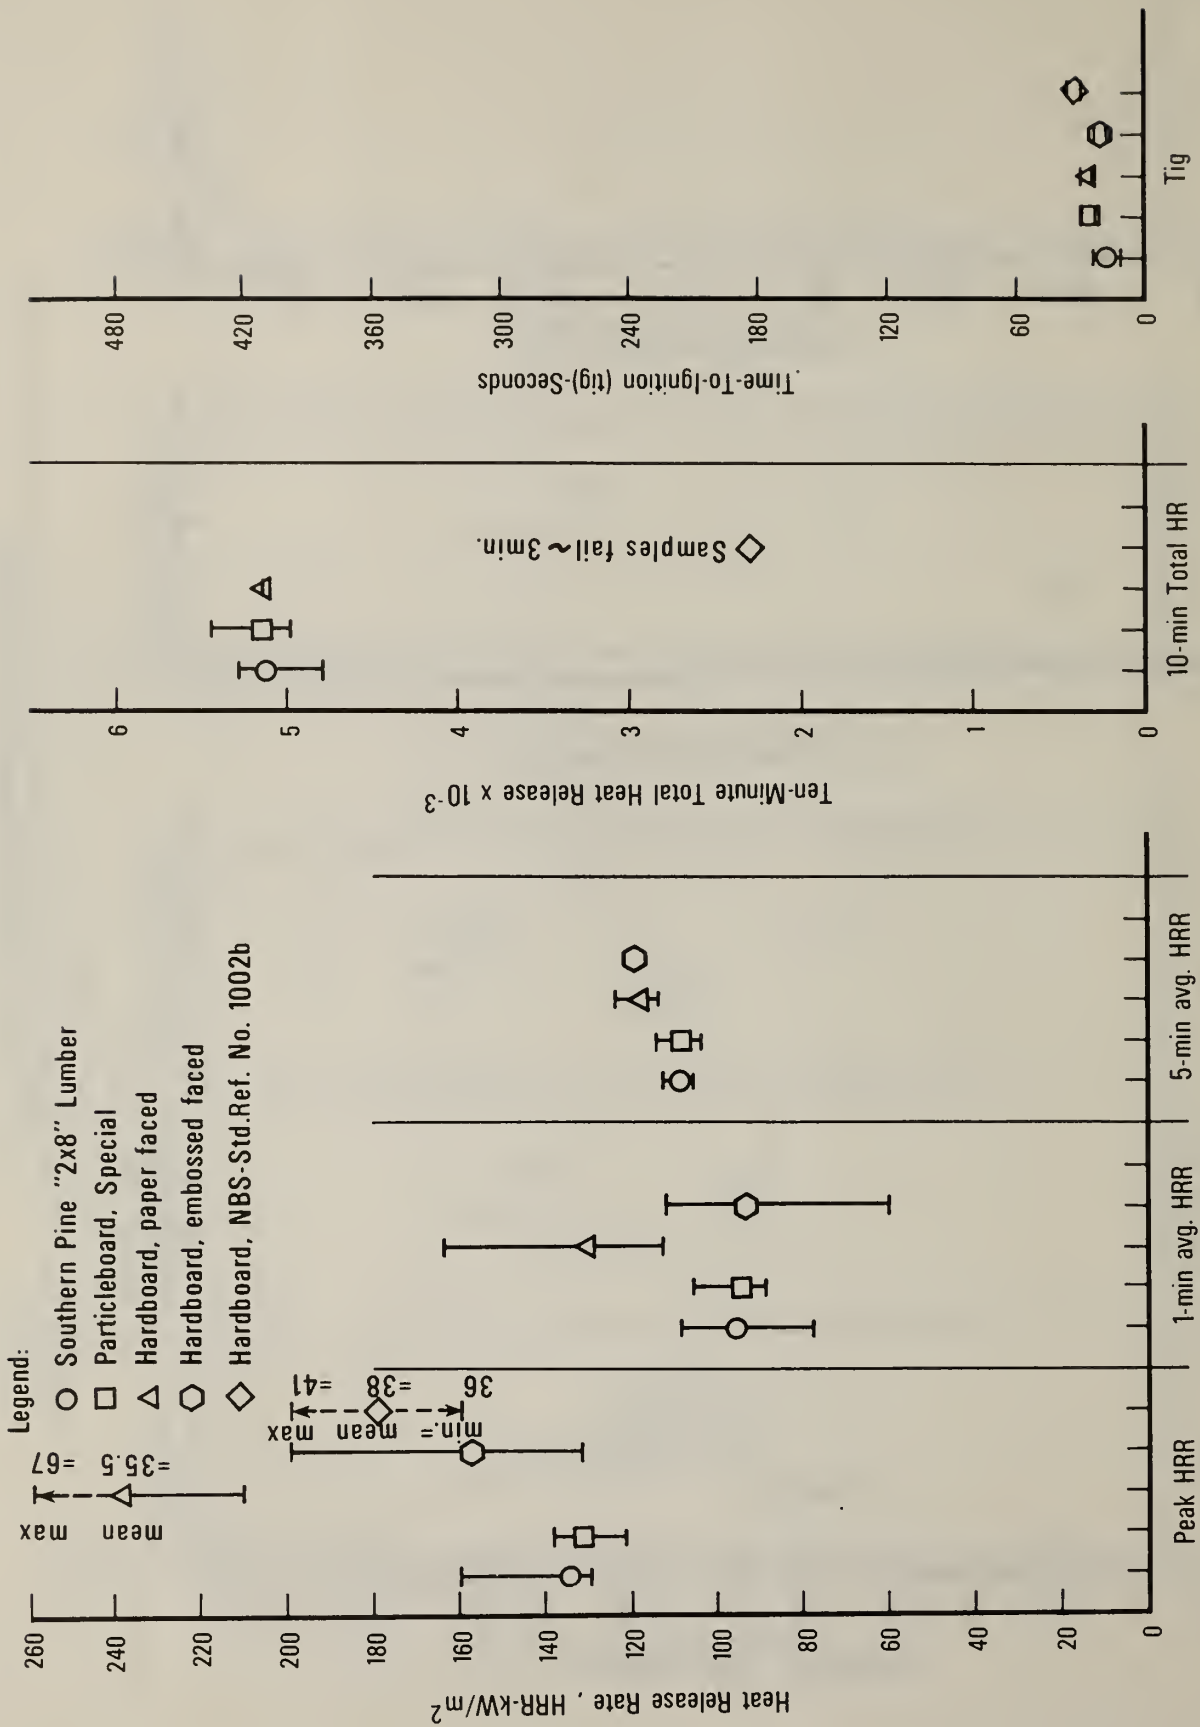 Legend:
Southern Pine "2x8" Lumber
Particleboard, Special
Hardboard, paper faced
Hardboard, embossed faced
Hardboard, NBS-Std.Ref. No. 1002b
max =67
mean =35.5
max =41
mean =38
min.= 36
Heat Release Rate, HRR-kW/m²
260
240
220
200
180
160
140
120
100
80
60
40
20
0
Peak HRR
1-min avg. HRR
5-min avg. HRR
Ten-Minute Total Heat Release x 10-3
6
5
4
3
2
1
0
Samples fail ~ 3min.
10-min Total HR
Time-To-Ignition (tig)-Seconds
480
420
360
300
240
180
120
60
0
Tig